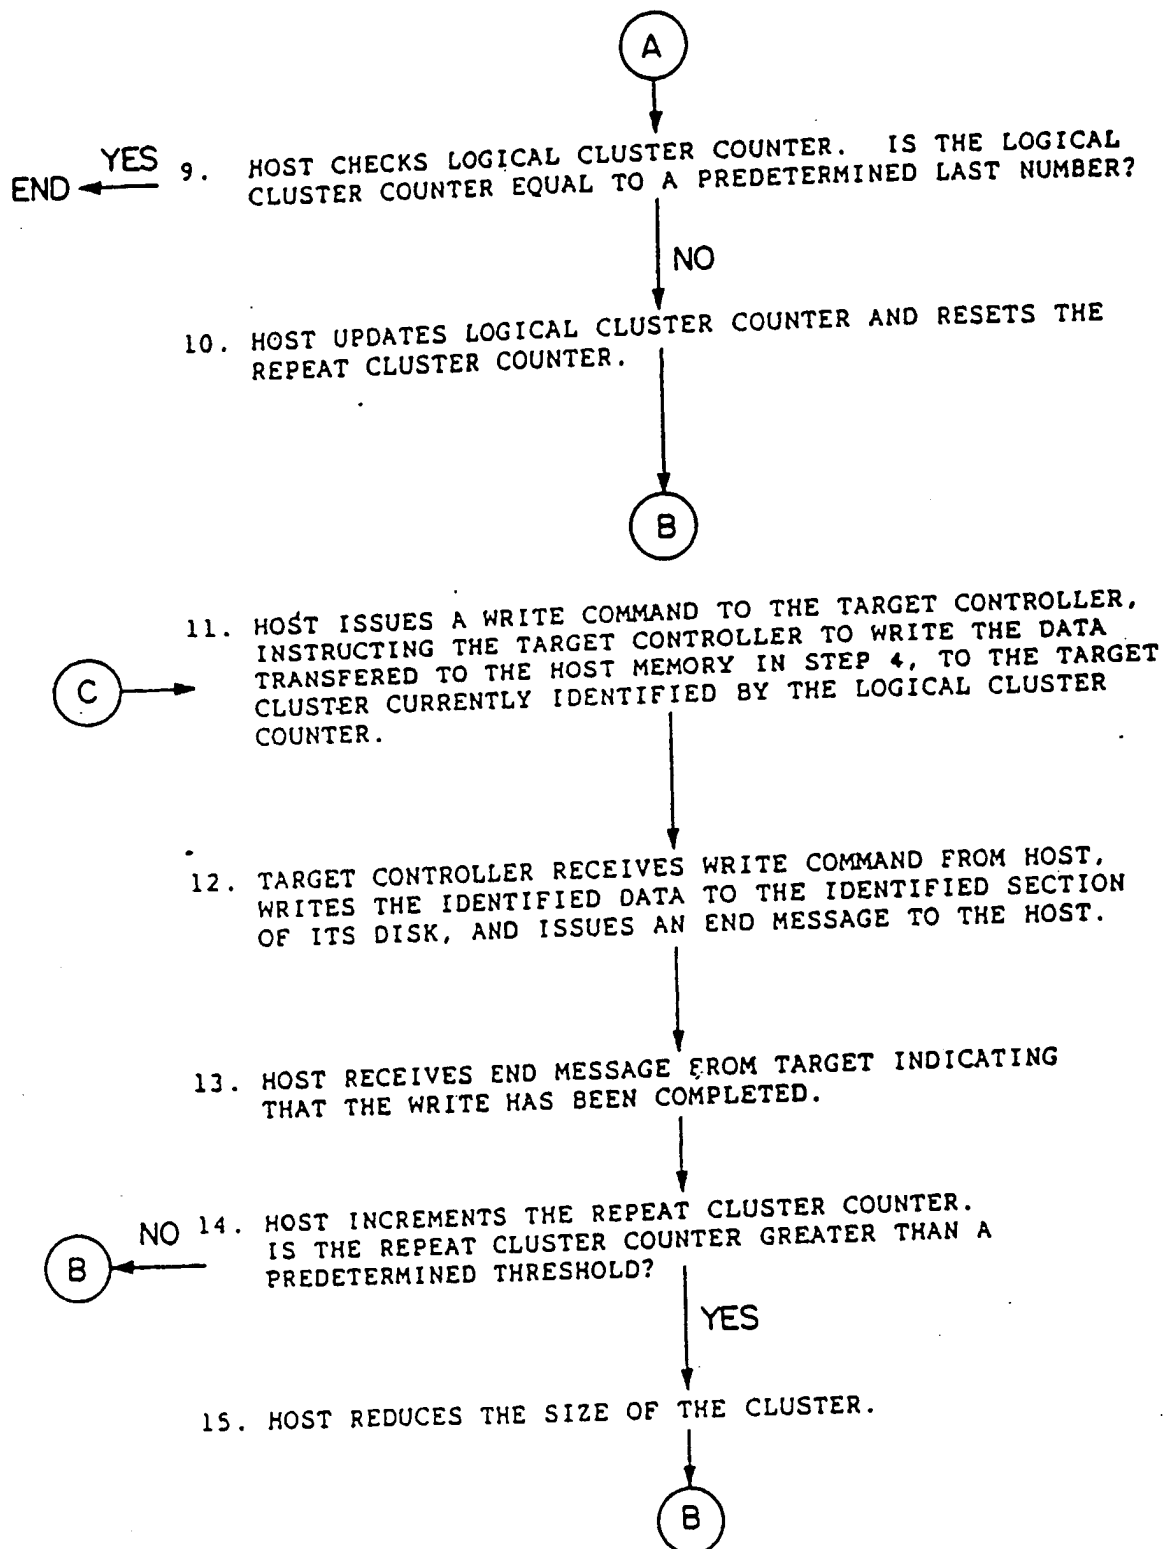 A
YES
END
9. HOST CHECKS LOGICAL CLUSTER COUNTER. IS THE LOGICAL
CLUSTER COUNTER EQUAL TO A PREDETERMINED LAST NUMBER?
NO
10. HOST UPDATES LOGICAL CLUSTER COUNTER AND RESETS THE
REPEAT CLUSTER COUNTER.
B
C
11. HOST ISSUES A WRITE COMMAND TO THE TARGET CONTROLLER,
INSTRUCTING THE TARGET CONTROLLER TO WRITE THE DATA
TRANSFERED TO THE HOST MEMORY IN STEP 4, TO THE TARGET
CLUSTER CURRENTLY IDENTIFIED BY THE LOGICAL CLUSTER
COUNTER.
12. TARGET CONTROLLER RECEIVES WRITE COMMAND FROM HOST,
WRITES THE IDENTIFIED DATA TO THE IDENTIFIED SECTION
OF ITS DISK, AND ISSUES AN END MESSAGE TO THE HOST.
13. HOST RECEIVES END MESSAGE FROM TARGET INDICATING
THAT THE WRITE HAS BEEN COMPLETED.
NO
B
14. HOST INCREMENTS THE REPEAT CLUSTER COUNTER.
IS THE REPEAT CLUSTER COUNTER GREATER THAN A
PREDETERMINED THRESHOLD?
YES
15. HOST REDUCES THE SIZE OF THE CLUSTER.
B